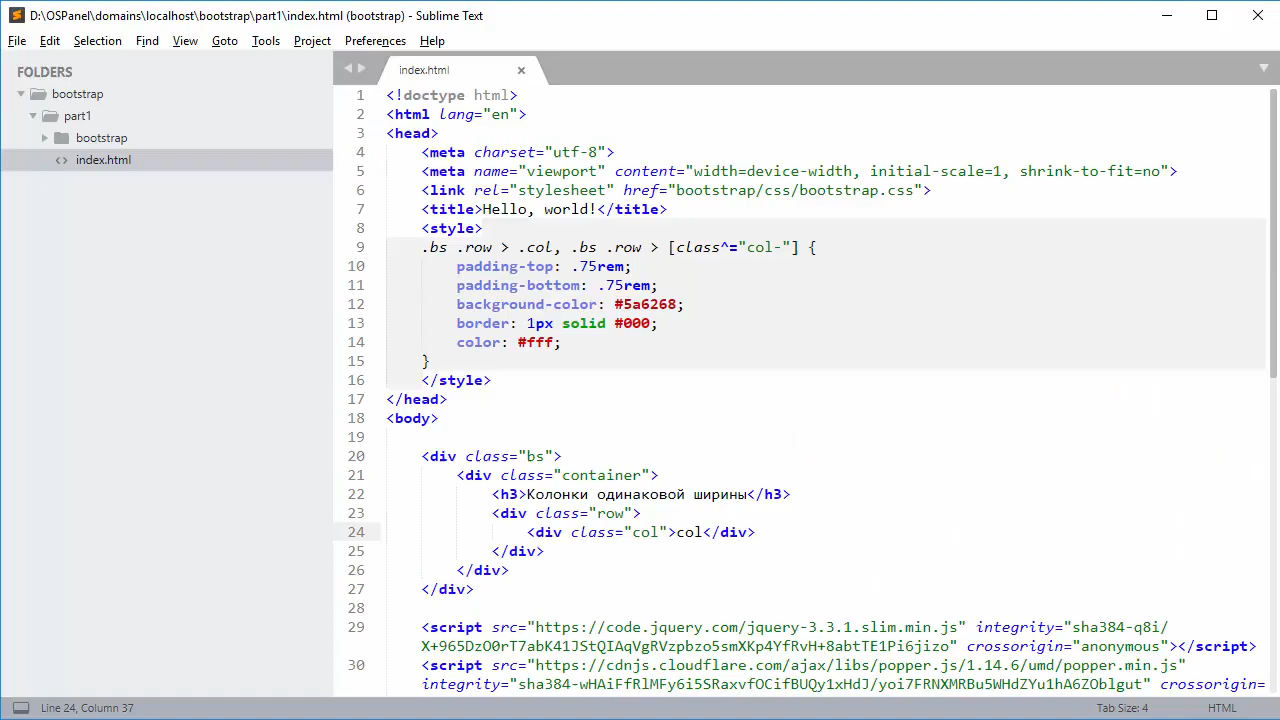 D:\OSPanel\domains\localhost\bootstrap\part1\index.html (bootstrap) - Sublime Text
File Edit Selection Find View Goto Tools Project Preferences Help
FOLDERS
bootstrap
part1
bootstrap
index.html
index.html
1 <!doctype html>
2 <html lang="en">
3 <head>
4 <meta charset="utf-8">
5 <meta name="viewport" content="width=device-width, initial-scale=1, shrink-to-fit=no">
6 <link rel="stylesheet" href="bootstrap/css/bootstrap.css">
7 <title>Hello, world!</title>
8 <style>
9 .bs .row > .col, .bs .row > [class^="col-"] {
10 padding-top: .75rem;
11 padding-bottom: .75rem;
12 background-color: #5a6268;
13 border: 1px solid #000;
14 color: #fff;
15 }
16 </style>
17 </head>
18 <body>
19
20 <div class="bs">
21 <div class="container">
22 <h3>Колонки одинаковой ширины</h3>
23 <div class="row">
24 <div class="col">col</div>
25 </div>
26 </div>
27 </div>
28
29 <script src="https://code.jquery.com/jquery-3.3.1.slim.min.js" integrity="sha384-q8i/
X+965DzO0rT7abK41JStQIAqVgRVzpbzo5smXKp4YfRvH+8abtTE1Pi6jizo" crossorigin="anonymous"></script>
30 <script src="https://cdnjs.cloudflare.com/ajax/libs/popper.js/1.14.6/umd/popper.min.js"
integrity="sha384-wHAiFfRlMFy6i5SRaxvfOCifBUQy1xHdJ/yoi7FRNXMRBu5WHdZYu1hA6ZOblgut" crossorigin=
Line 24, Column 37
Tab Size: 4
HTML